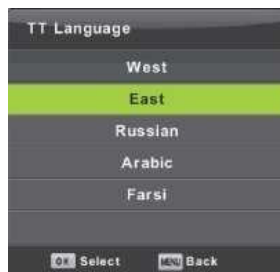 TT Language
West
East
Russian
Arabic
Farsi
OK Select MENU Back